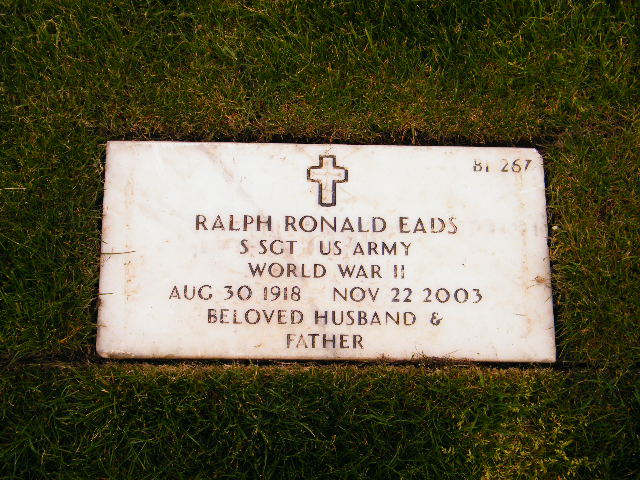 B1 267
RALPH RONALD EADS
S SGT US ARMY
WORLD WAR II
AUG 30 1918 NOV 22 2003
BELOVED HUSBAND &
FATHER